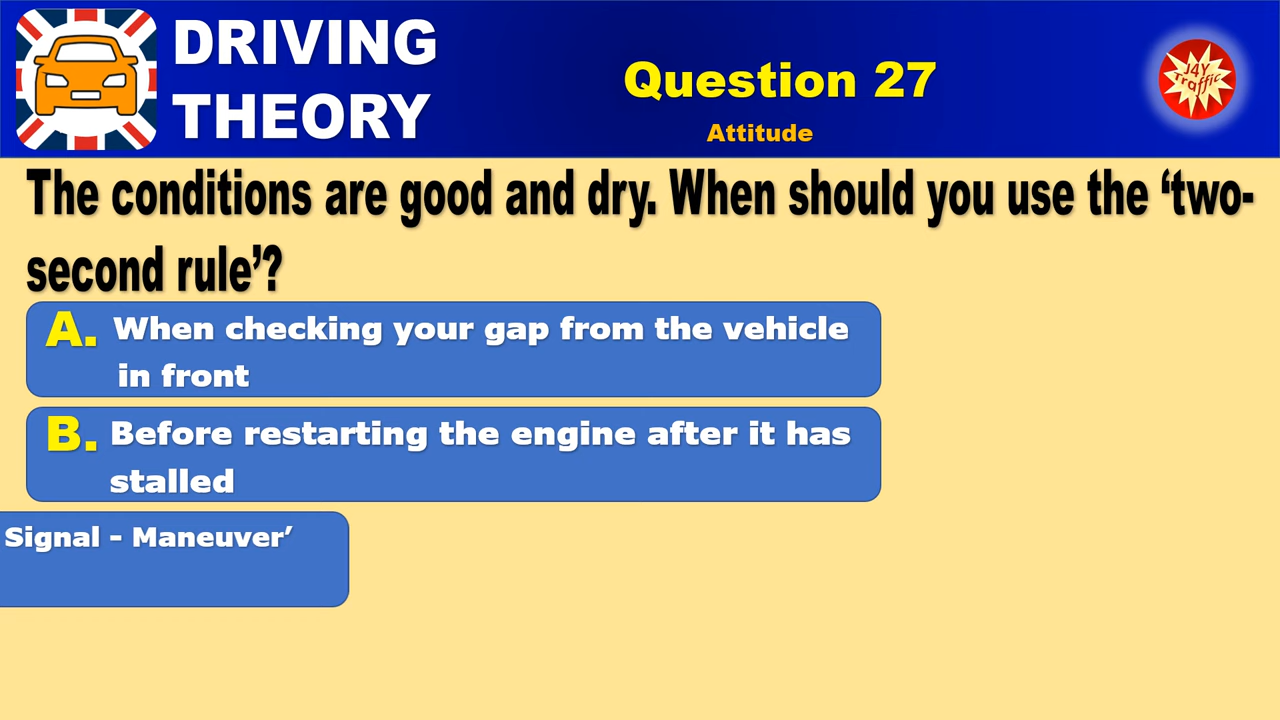 DRIVING
THEORY
Question 27
Attitude
J4Y
Traffic
The conditions are good and dry. When should you use the ‘two-
second rule’?
A. When checking your gap from the vehicle
in front
B. Before restarting the engine after it has
stalled
Signal - Maneuver’